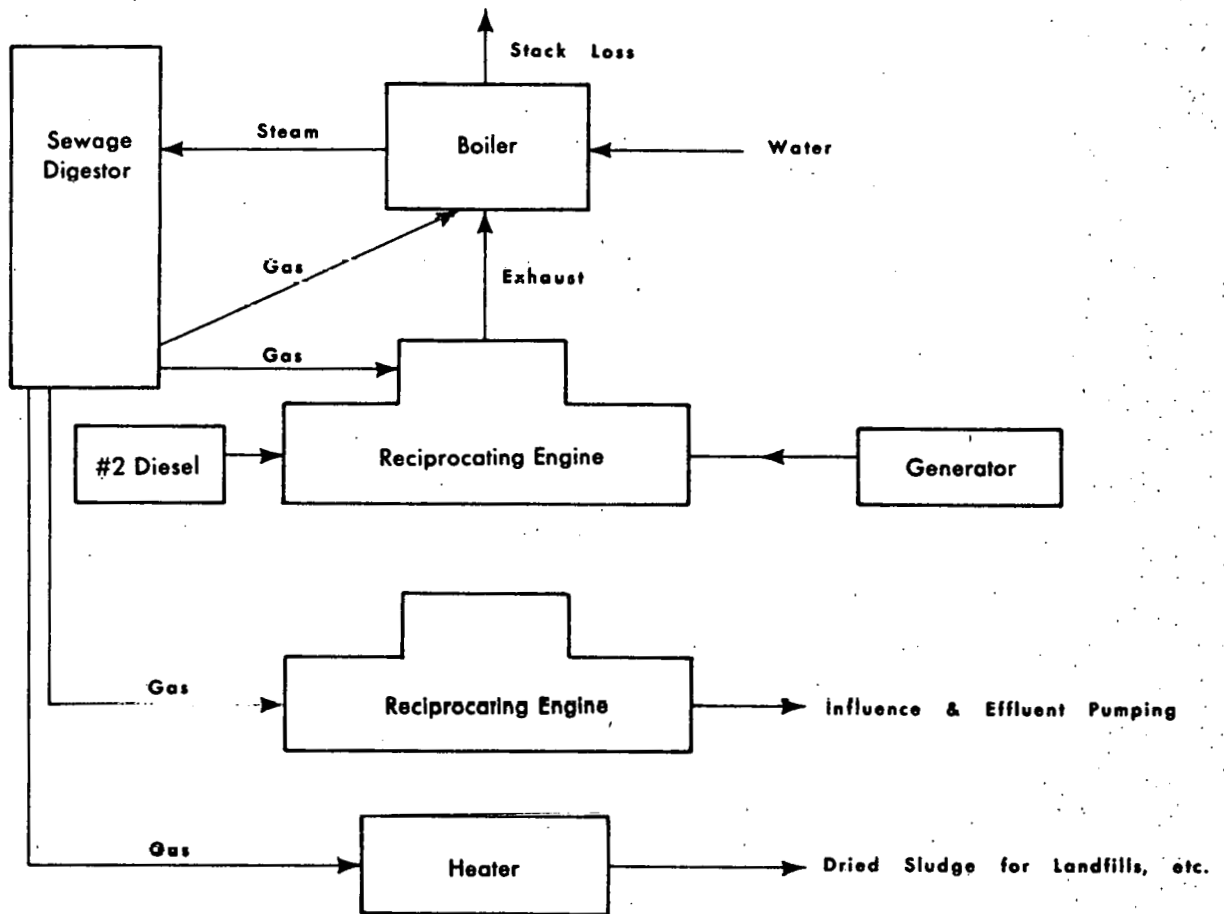 Stack Loss
Sewage
Digestor
Steam
Boiler
Water
Gas
Exhaust
Gas
#2 Diesel
Reciprocating Engine
Generator
Gas
Reciprocaring Engine
Influence & Effluent Pumping
Gas
Heater
Dried Sludge for Landfills, etc.